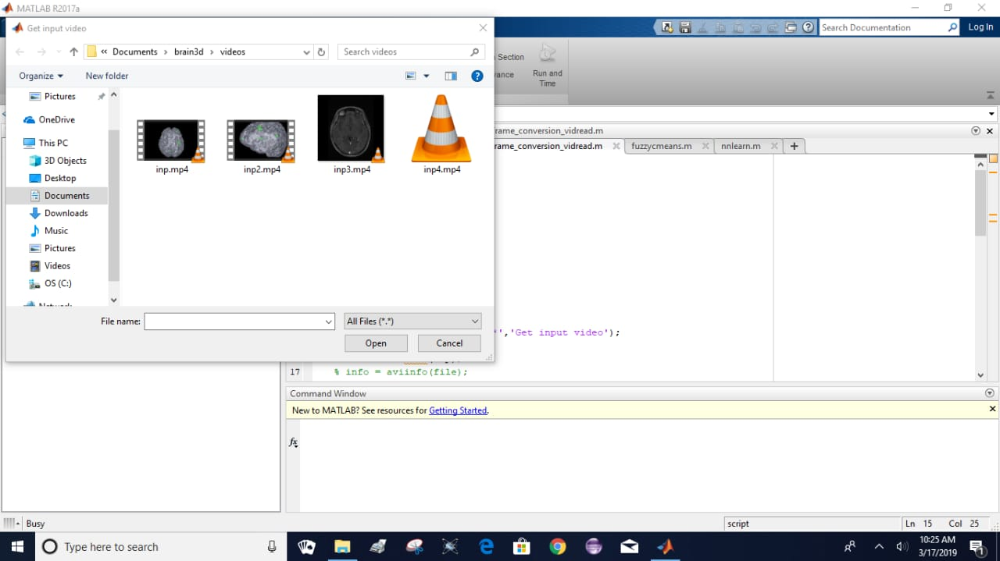 MATLAB R2017a
Get input video
Search Documentation
Log In
« Documents › brain3d › videos
Search videos
Section
Run and
Time
Organize
New folder
Pictures
OneDrive
This PC
3D Objects
Desktop
Documents
Downloads
Music
Pictures
Videos
OS (C:)
inp.mp4
inp2.mp4
inp3.mp4
inp4.mp4
File name:
All Files (*.*)
Open
Cancel
rame_conversion_vidread.m
rame_conversion_vidread.m
fuzzycmeans.m
nnlearn.m
+
*','Get input video');
17 % info = aviinfo(file);
Command Window
New to MATLAB? See resources for Getting Started.
fx
Busy
script
Ln 15 Col 25
Type here to search
10:25 AM
3/17/2019
1